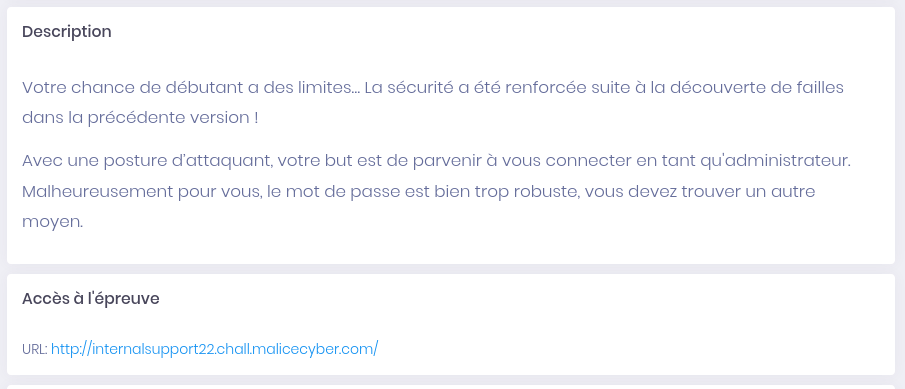 Description
Votre chance de débutant a des limites... La sécurité a été renforcée suite à la découverte de failles
dans la précédente version !
Avec une posture d'attaquant, votre but est de parvenir à vous connecter en tant qu'administrateur.
Malheureusement pour vous, le mot de passe est bien trop robuste, vous devez trouver un autre
moyen.
Accès à l'épreuve
URL: http://internalsupport22.chall.malicecyber.com/